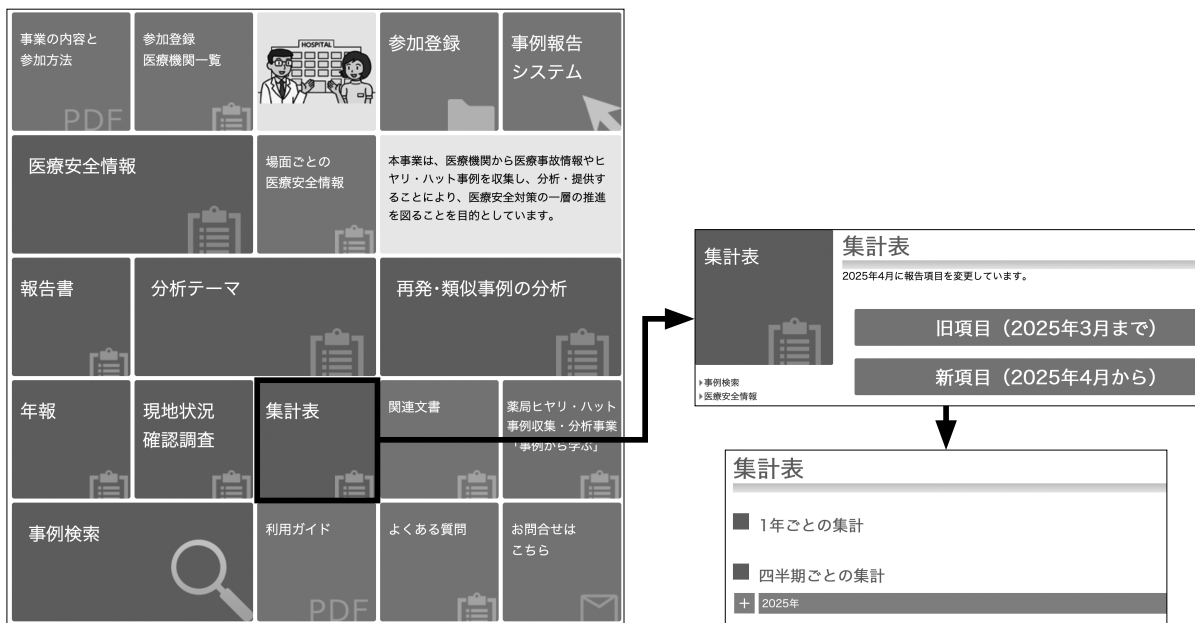 事業の内容と
参加方法
PDF
参加登録
医療機関一覧
HOSPITAL
参加登録
事例報告
システム
医療安全情報
場面ごとの
医療安全情報
本事業は、医療機関から医療事故情報やヒ
ヤリ・ハット事例を収集し、分析・提供す
ることにより、医療安全対策の一層の推進
を図ることを目的としています。
報告書
分析テーマ
再発・類似事例の分析
年報
現地状況
確認調査
集計表
関連文書
薬局ヒヤリ・ハット
事例収集・分析事業
「事例から学ぶ」
事例検索
利用ガイド
PDF
よくある質問
お問合せは
こちら
集計表
事例検索
医療安全情報
集計表
2025年4月に報告項目を変更しています。
旧項目（2025年3月まで）
新項目（2025年4月から）
集計表
1年ごとの集計
四半期ごとの集計
+ 2025年